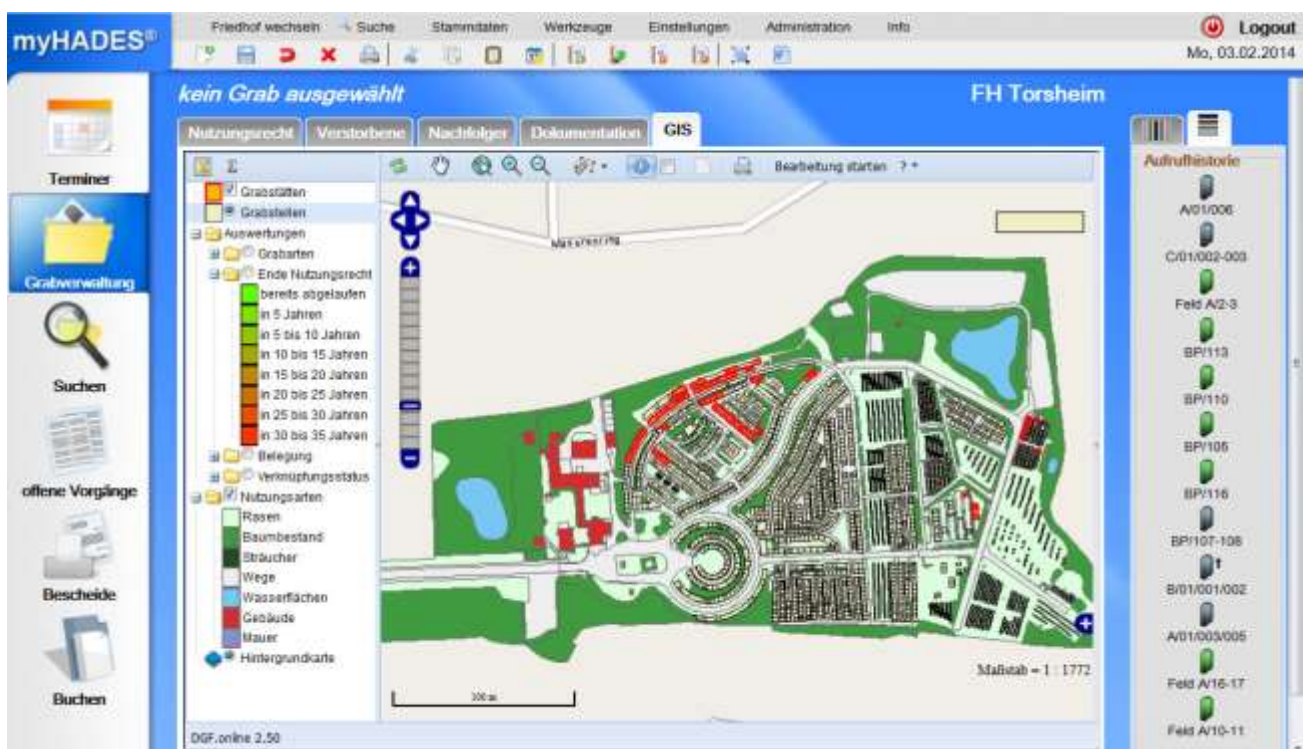 myHADES®
Friedhof wechseln Suche Stammdaten Werkzeuge Einstellungen Administration Info
Logout
Mo, 03.02.2014
kein Grab ausgewählt
FH Torsheim
Nutzungsrecht Verstorbene Nachfolger Dokumentation GIS
Bearbeitung starten ?
Terminer
Grabverwaltung
Suchen
offene Vorgänge
Bescheide
Buchen
Grabstätten
Grabstellen
Auswertungen
Grabarten
Ende Nutzungsrecht
bereits abgelaufen
in 5 Jahren
in 5 bis 10 Jahren
in 10 bis 15 Jahren
in 15 bis 20 Jahren
in 20 bis 25 Jahren
in 25 bis 30 Jahren
in 30 bis 35 Jahren
Belegung
Verknüpfungsstatus
Nutzungsarten
Rasen
Baumbestand
Sträucher
Wege
Wasserflächen
Gebäude
Mauer
Hintergrundkarte
Masurenring
Maßstab = 1 : 1772
100 m
DGF.online 2.50
Aufrufhistorie
A/01/006
C/01/002-003
Feld A/2-3
BP/113
BP/110
BP/105
BP/116
BP/107-108
B/01/001/002
A/01/003/005
Feld A/16-17
Feld A/10-11